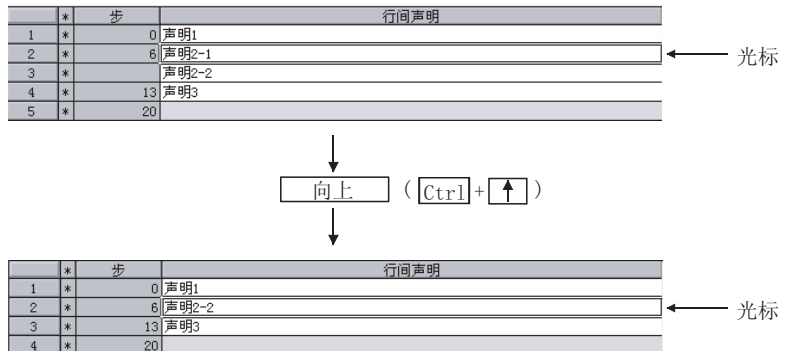 * 步 行间声明
1 * 0 声明1
2 * 6 声明2-1 光标
3 * 声明2-2
4 * 13 声明3
5 * 20
向上 ( Ctrl + ↑ )
* 步 行间声明
1 * 0 声明1
2 * 6 声明2-2 光标
3 * 13 声明3
4 * 20